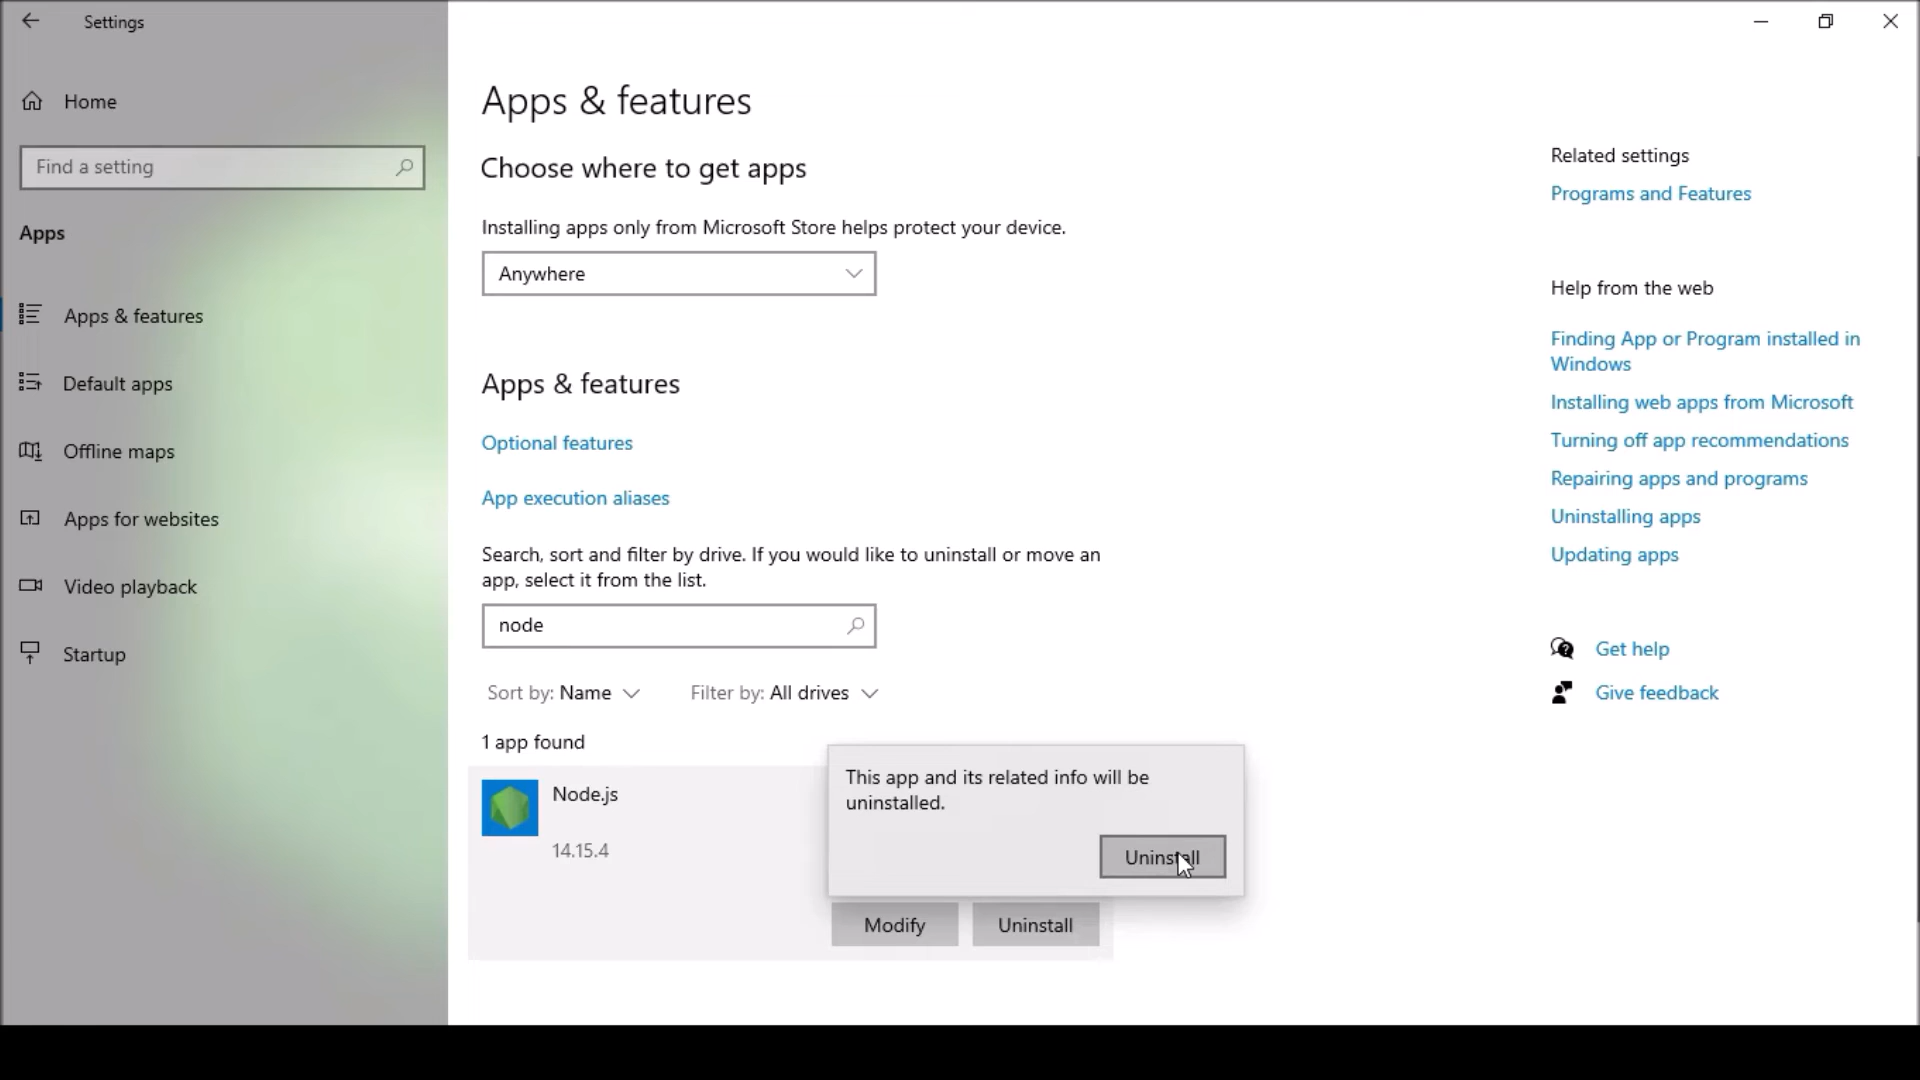 Settings
Home
Find a setting
Apps
Apps & features
Default apps
Offline maps
Apps for websites
Video playback
Startup
Apps & features
Choose where to get apps
Installing apps only from Microsoft Store helps protect your device.
Anywhere
Apps & features
Optional features
App execution aliases
Search, sort and filter by drive. If you would like to uninstall or move an
app, select it from the list.
node
Sort by: Name
Filter by: All drives
1 app found
Node.js
14.15.4
This app and its related info will be
uninstalled.
Uninstall
Modify
Uninstall
Related settings
Programs and Features
Help from the web
Finding App or Program installed in
Windows
Installing web apps from Microsoft
Turning off app recommendations
Repairing apps and programs
Uninstalling apps
Updating apps
Get help
Give feedback